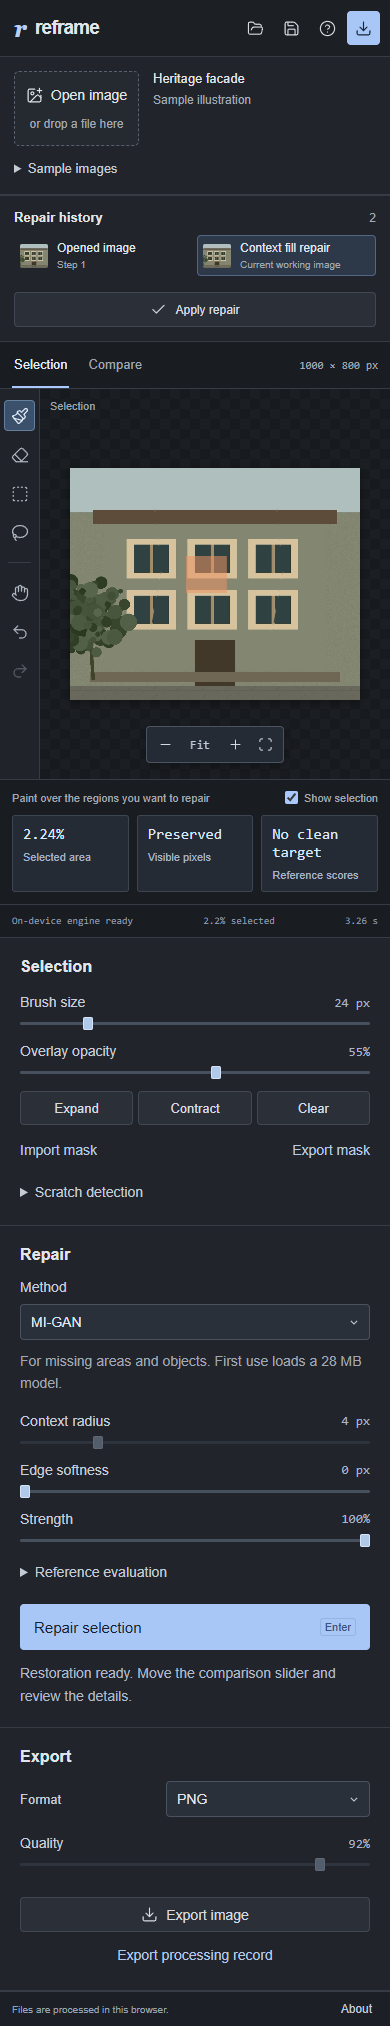 r reframe
Open image
or drop a file here
Heritage facade
Sample illustration
Sample images
Repair history
2
Opened image
Step 1
Context fill repair
Current working image
Apply repair
Selection
Compare
1000 × 800 px
Selection
Fit
Paint over the regions you want to repair
Show selection
2.24%
Selected area
Preserved
Visible pixels
No clean
target
Reference scores
On-device engine ready
2.2% selected
3.26 s
Selection
Brush size
24 px
Overlay opacity
55%
Expand
Contract
Clear
Import mask
Export mask
Scratch detection
Repair
Method
MI-GAN
For missing areas and objects. First use loads a 28 MB
model.
Context radius
4 px
Edge softness
0 px
Strength
100%
Reference evaluation
Repair selection
Enter
Restoration ready. Move the comparison slider and
review the details.
Export
Format
PNG
Quality
92%
Export image
Export processing record
Files are processed in this browser.
About